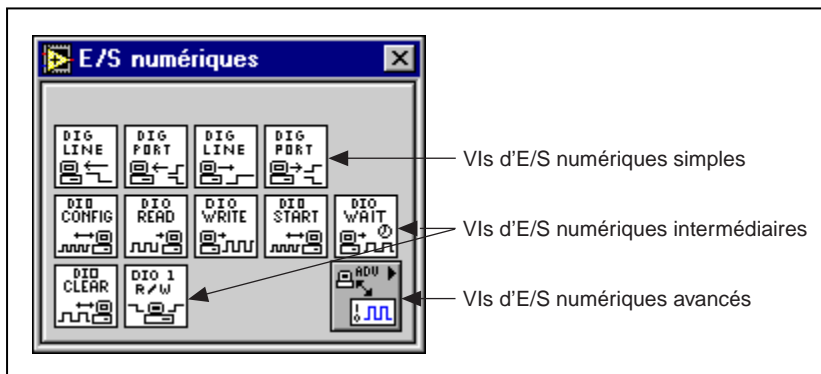 E/S numériques
DIG LINE
DIG PORT
DIG LINE
DIG PORT
VIs d'E/S numériques simples
DIO CONFIG
DIO READ
DIO WRITE
DIO START
DIO WAIT
VIs d'E/S numériques intermédiaires
DIO CLEAR
DIO 1 R/W
ADV
VIs d'E/S numériques avancés